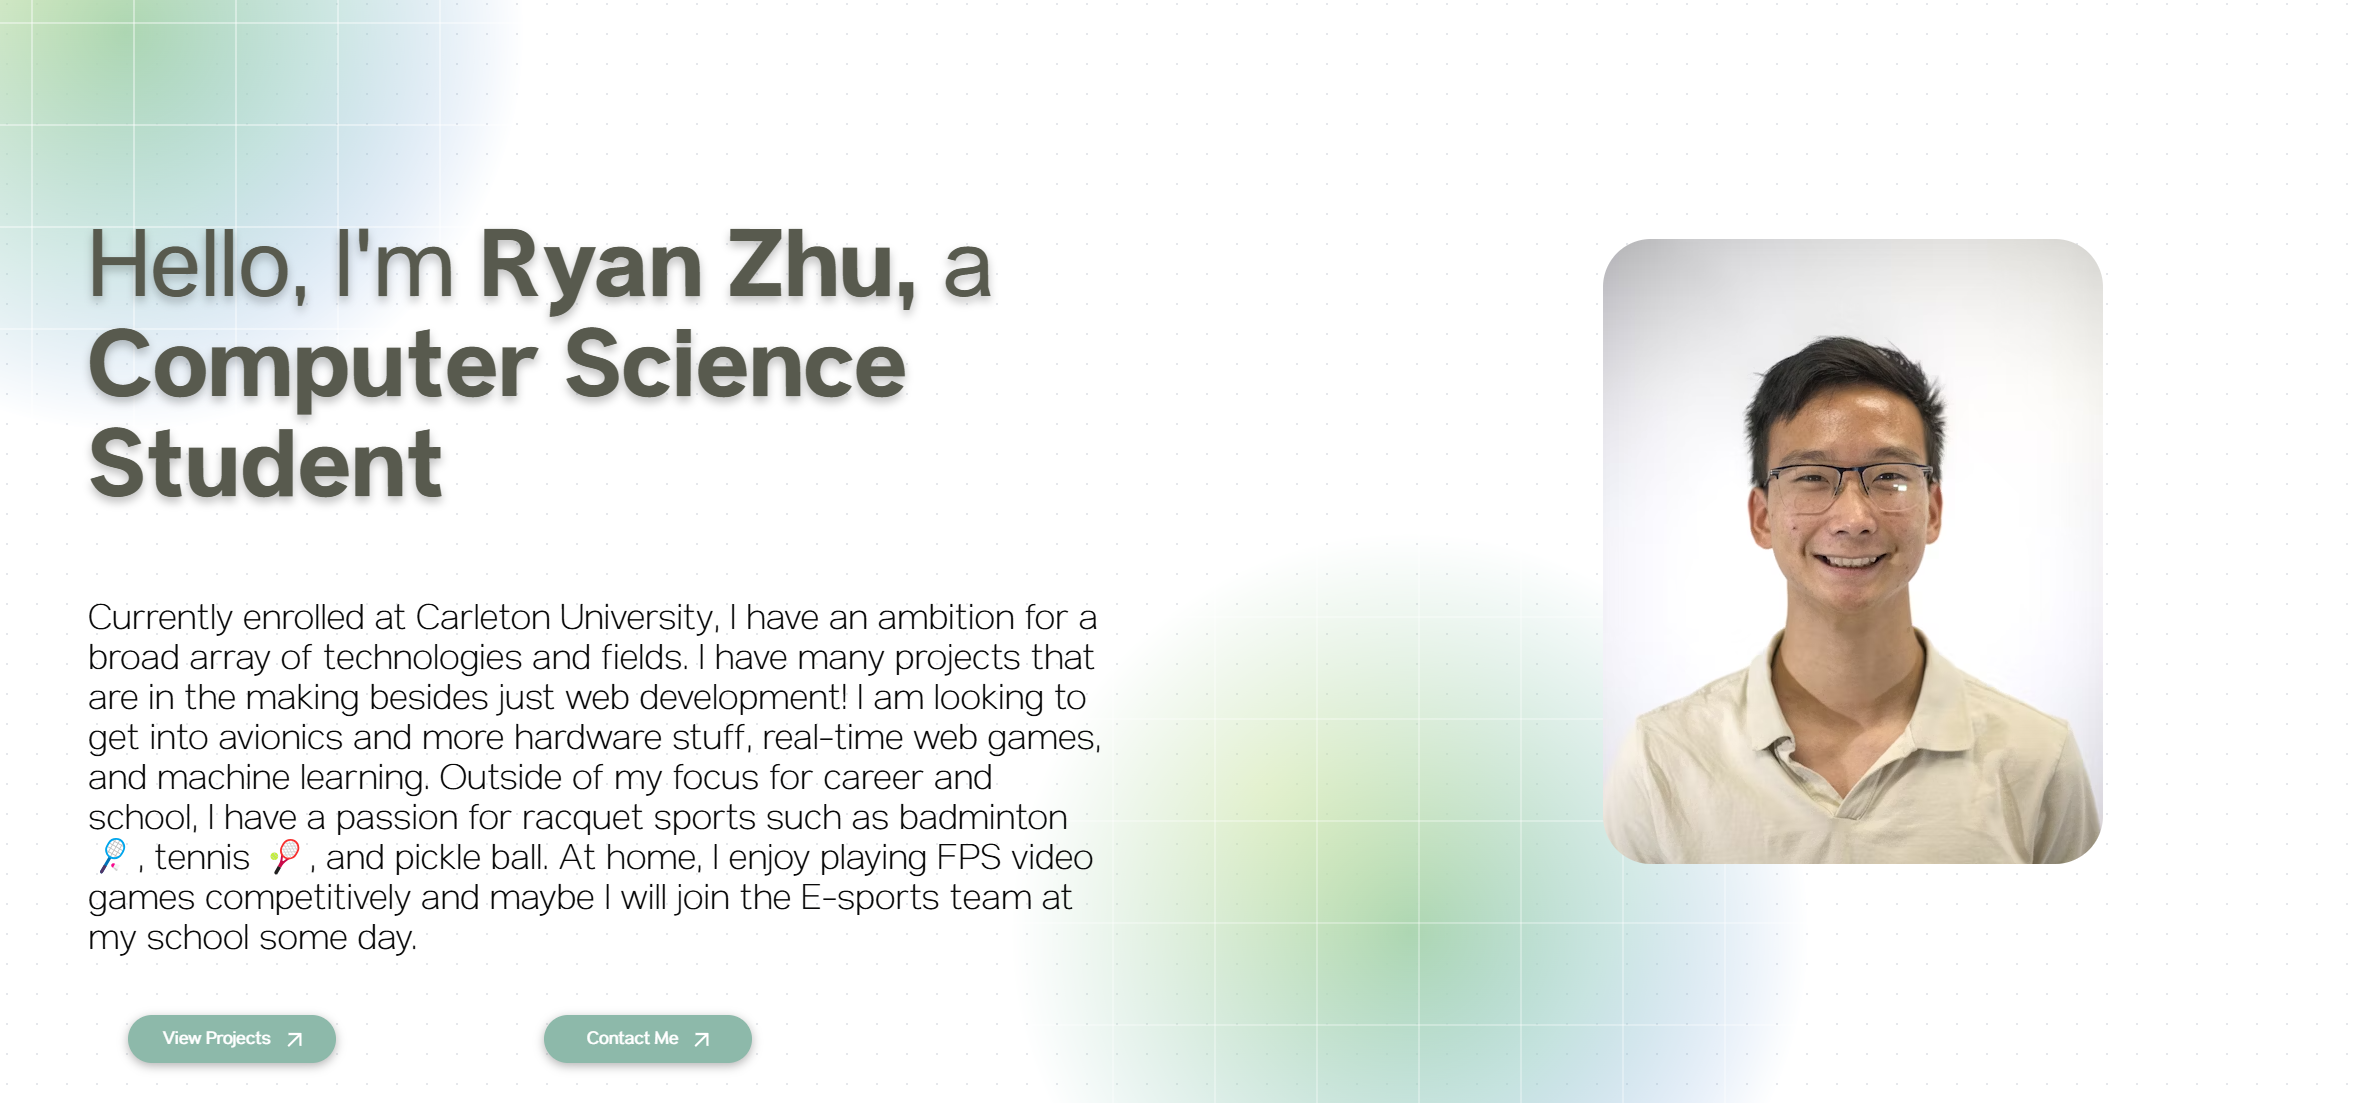 Hello, I'm Ryan Zhu, a
Computer Science
Student
Currently enrolled at Carleton University, I have an ambition for a
broad array of technologies and fields. I have many projects that
are in the making besides just web development! I am looking to
get into avionics and more hardware stuff, real-time web games,
and machine learning. Outside of my focus for career and
school, I have a passion for racquet sports such as badminton
🏸 , tennis 🎾 , and pickle ball. At home, I enjoy playing FPS video
games competitively and maybe I will join the E-sports team at
my school some day.
View Projects
Contact Me